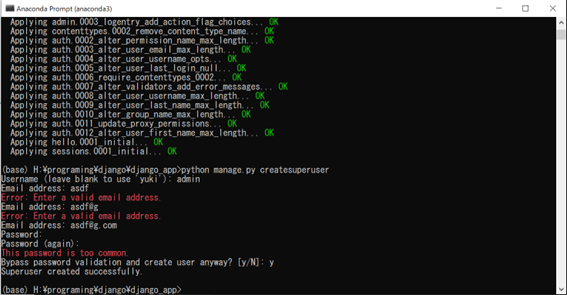 Anaconda Prompt (anaconda3)
Applying admin.0003_logentry_add_action_flag_choices... OK
Applying contenttypes.0002_remove_content_type_name... OK
Applying auth.0002_alter_permission_name_max_length... OK
Applying auth.0003_alter_user_email_max_length... OK
Applying auth.0004_alter_user_username_opts... OK
Applying auth.0005_alter_user_last_login_null... OK
Applying auth.0006_require_contenttypes_0002... OK
Applying auth.0007_alter_validators_add_error_messages... OK
Applying auth.0008_alter_user_username_max_length... OK
Applying auth.0009_alter_user_last_name_max_length... OK
Applying auth.0010_alter_group_name_max_length... OK
Applying auth.0011_update_proxy_permissions... OK
Applying auth.0012_alter_user_first_name_max_length... OK
Applying hello.0001_initial... OK
Applying sessions.0001_initial... OK
(base) H:¥programing¥django¥django_app>python manage.py createsuperuser
Username (leave blank to use 'yuki'): admin
Email address: asdf
Error: Enter a valid email address.
Email address: asdf@g
Error: Enter a valid email address.
Email address: asdf@g.com
Password:
Password (again):
This password is too common.
Bypass password validation and create user anyway? [y/N]: y
Superuser created successfully.
(base) H:¥programing¥django¥django_app>